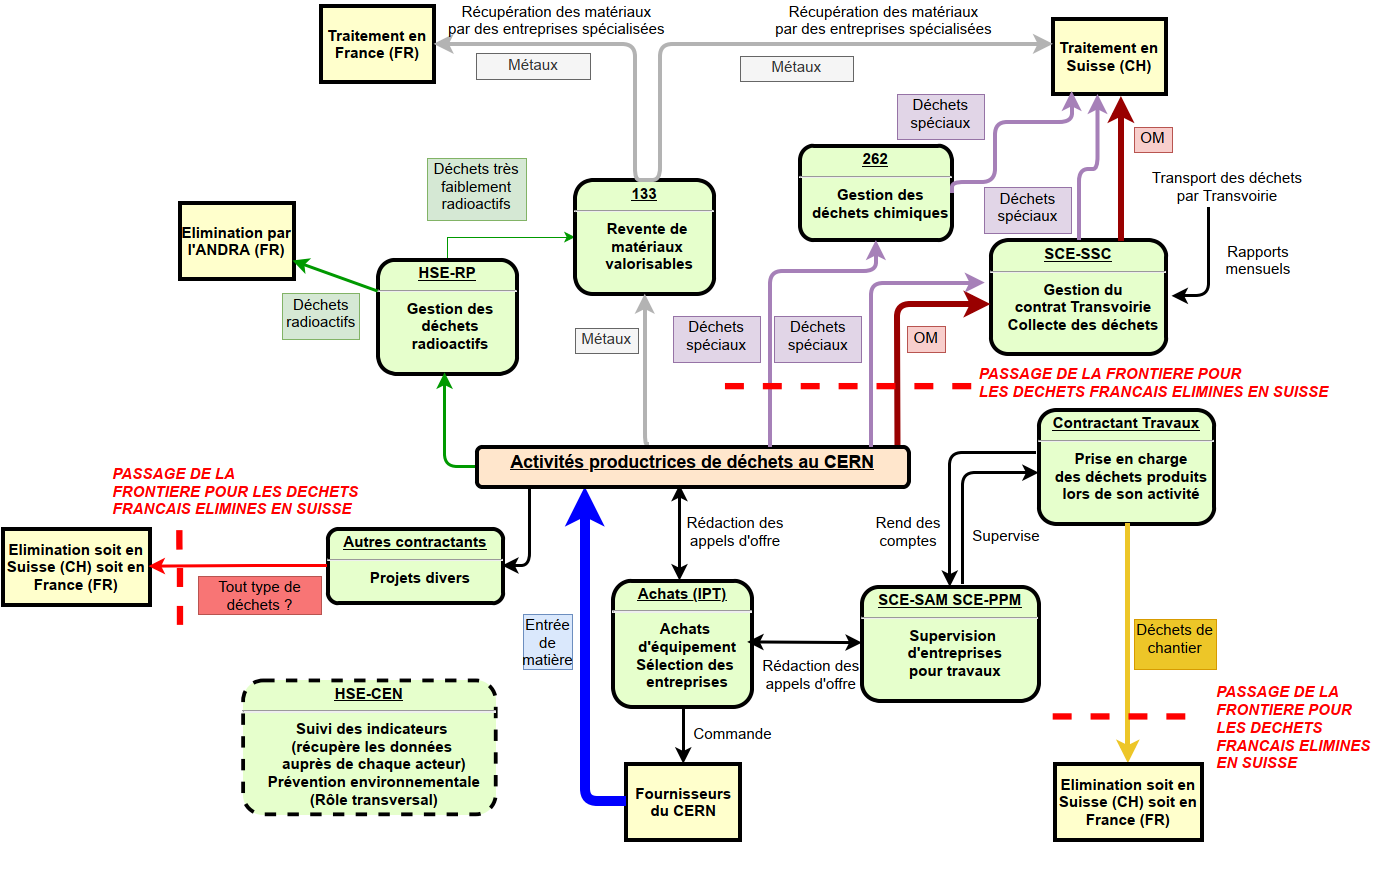 Récupération des matériaux
par des entreprises spécialisées
Récupération des matériaux
par des entreprises spécialisées
Traitement en
France (FR)
Métaux
Métaux
Traitement en
Suisse (CH)
Déchets
spéciaux
OM
Déchets très
faiblement
radioactifs
133
Revente de
matériaux
valorisables
262
Gestion des
déchets chimiques
Déchets
spéciaux
Transport des déchets
par Transvoirie
Elimination par
l'ANDRA (FR)
Rapports
mensuels
HSE-RP
Gestion des
déchets
radioactifs
Déchets
radioactifs
SCE-SSC
Gestion du
contrat Transvoirie
Collecte des déchets
Métaux
Déchets
spéciaux
Déchets
spéciaux
OM
PASSAGE DE LA FRONTIERE POUR
LES DECHETS FRANCAIS ELIMINES EN SUISSE
Contractant Travaux
Prise en charge
des déchets produits
lors de son activité
Activités productrices de déchets au CERN
PASSAGE DE LA
FRONTIERE POUR LES DECHETS
FRANCAIS ELIMINES EN SUISSE
Rédaction des
appels d'offre
Rend des
comptes
Supervise
Elimination soit en
Suisse (CH) soit en
France (FR)
Tout type de
déchets ?
Autres contractants
Projets divers
Entrée
de
matière
Achats (IPT)
Achats
d'équipement
Sélection des
entreprises
Rédaction des
appels d'offre
SCE-SAM SCE-PPM
Supervision
d'entreprises
pour travaux
Déchets de
chantier
HSE-CEN
Suivi des indicateurs
(récupère les données
auprès de chaque acteur)
Prévention environnementale
(Rôle transversal)
Commande
PASSAGE DE LA
FRONTIERE POUR
LES DECHETS
FRANCAIS ELIMINES
EN SUISSE
Fournisseurs
du CERN
Elimination soit en
Suisse (CH) soit en
France (FR)